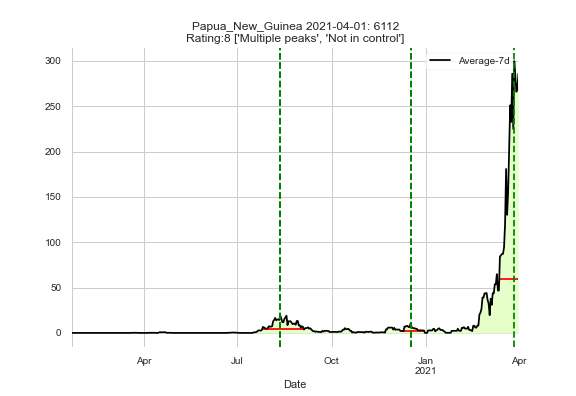 Papua_New_Guinea 2021-04-01: 6112
Rating:8 ['Multiple peaks', 'Not in control']
Average-7d
300
250
200
150
100
50
0
Apr
Jul
Oct
Jan
2021
Apr
Date